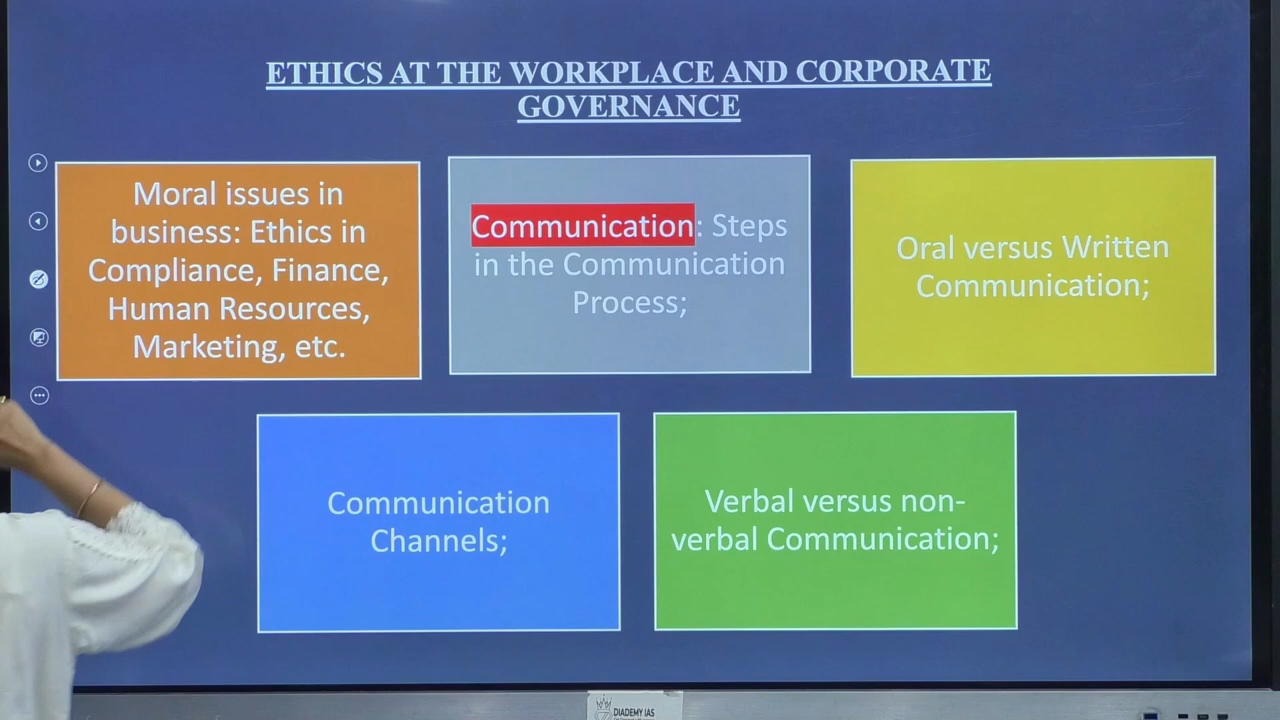 ETHICS AT THE WORKPLACE AND CORPORATE
GOVERNANCE
Moral issues in
business: Ethics in
Compliance, Finance,
Human Resources,
Marketing, etc.
Communication: Steps
in the Communication
Process;
Oral versus Written
Communication;
Communication
Channels;
Verbal versus non-
verbal Communication;
DIADEMY IAS